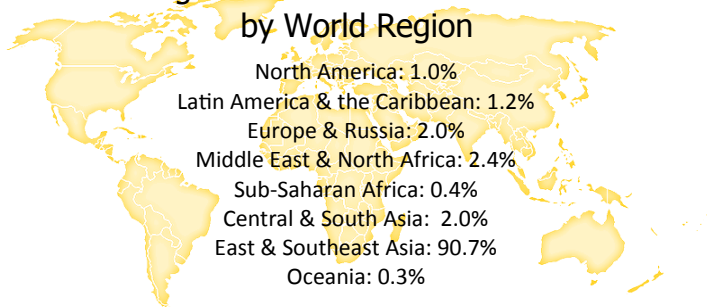 by World Region
North America: 1.0%
Latin America & the Caribbean: 1.2%
Europe & Russia: 2.0%
Middle East & North Africa: 2.4%
Sub-Saharan Africa: 0.4%
Central & South Asia: 2.0%
East & Southeast Asia: 90.7%
Oceania: 0.3%